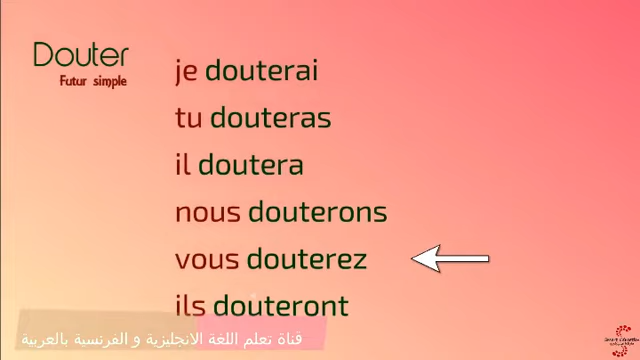 Douter
Futur simple
je douterai
tu douteras
il doutera
nous douterons
vous douterez
ils douteront
قناة تعلم اللغة الانجليزية و الفرنسية بالعربية